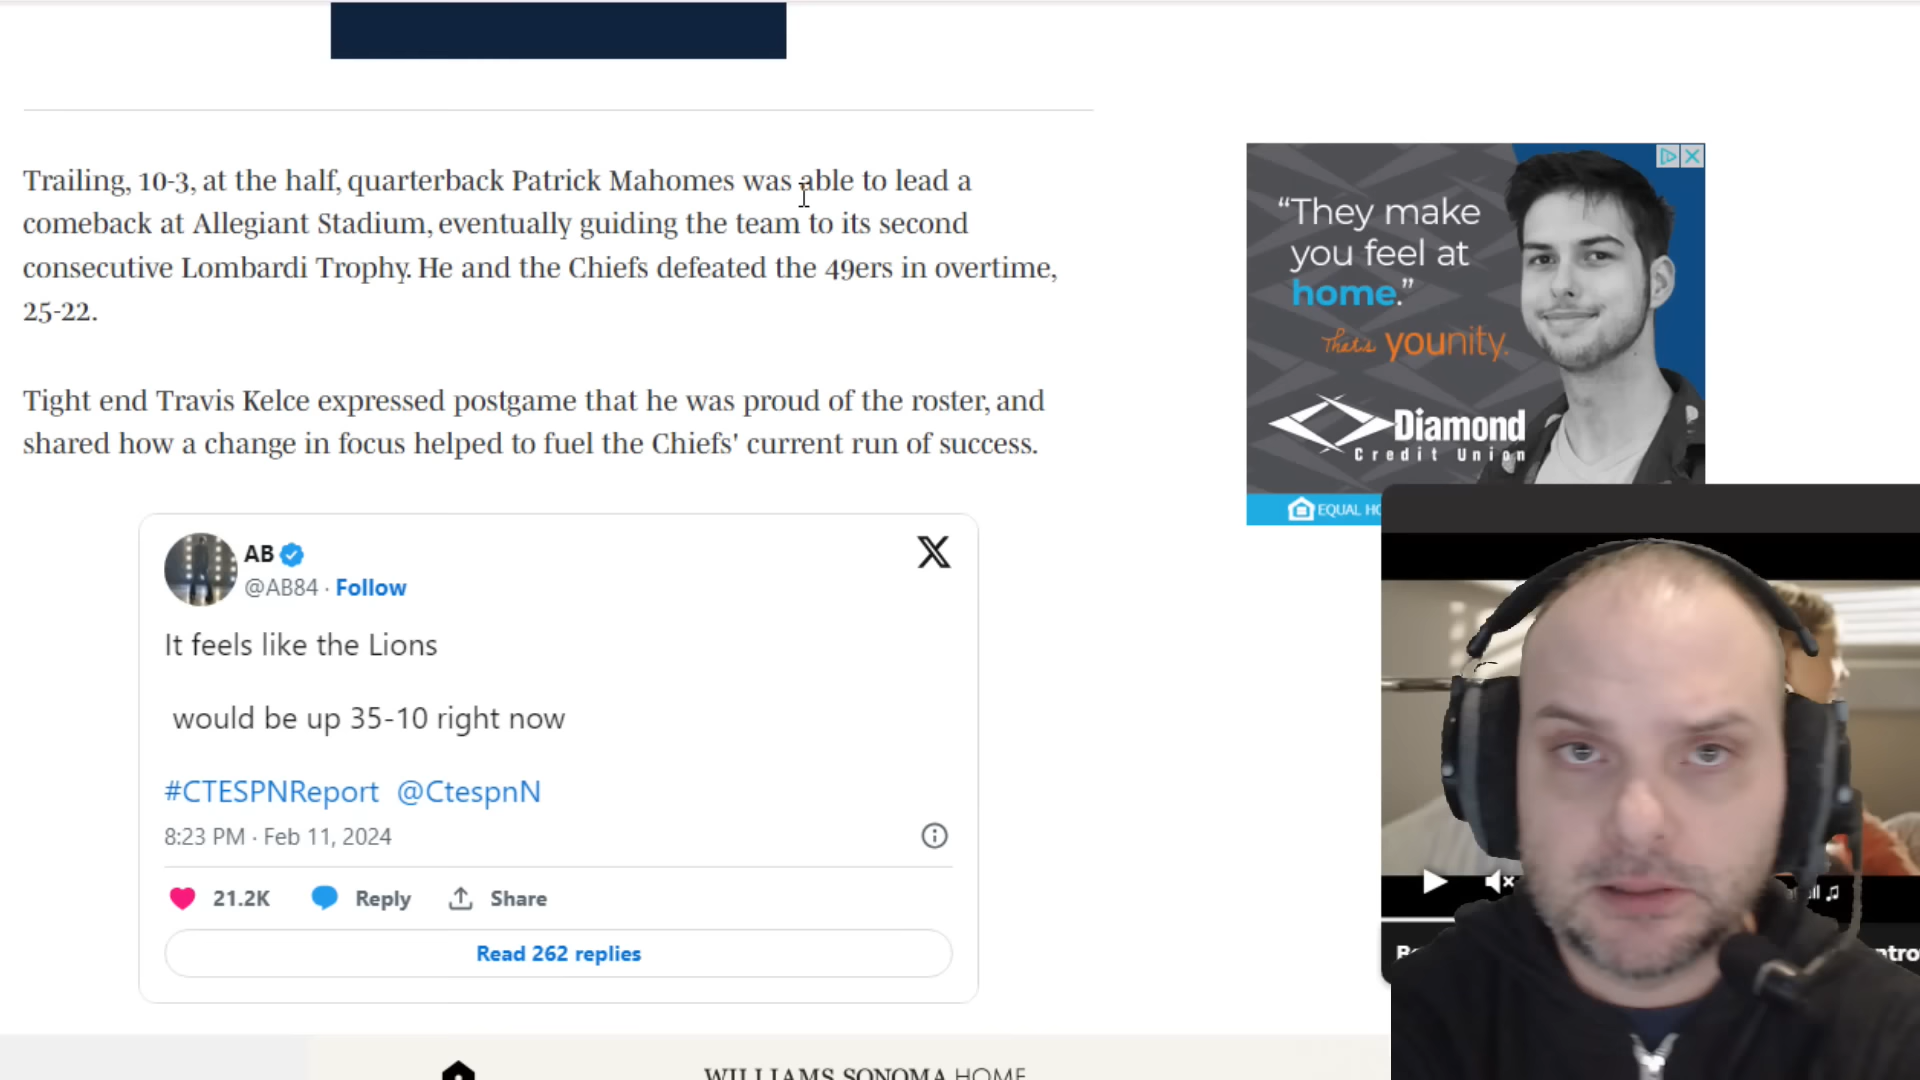 Trailing, 10-3, at the half, quarterback Patrick Mahomes was able to lead a
comeback at Allegiant Stadium, eventually guiding the team to its second
consecutive Lombardi Trophy. He and the Chiefs defeated the 49ers in overtime,
25-22.
Tight end Travis Kelce expressed postgame that he was proud of the roster, and
shared how a change in focus helped to fuel the Chiefs' current run of success.
AB
@AB84 · Follow
It feels like the Lions
would be up 35-10 right now
#CTESPNReport @CtespnN
8:23 PM · Feb 11, 2024
21.2K Reply Share
Read 262 replies
WILLIAMS SONOMA HOME
“They make
you feel at
home.”
That's younity.
Diamond
Credit Union
EQUAL